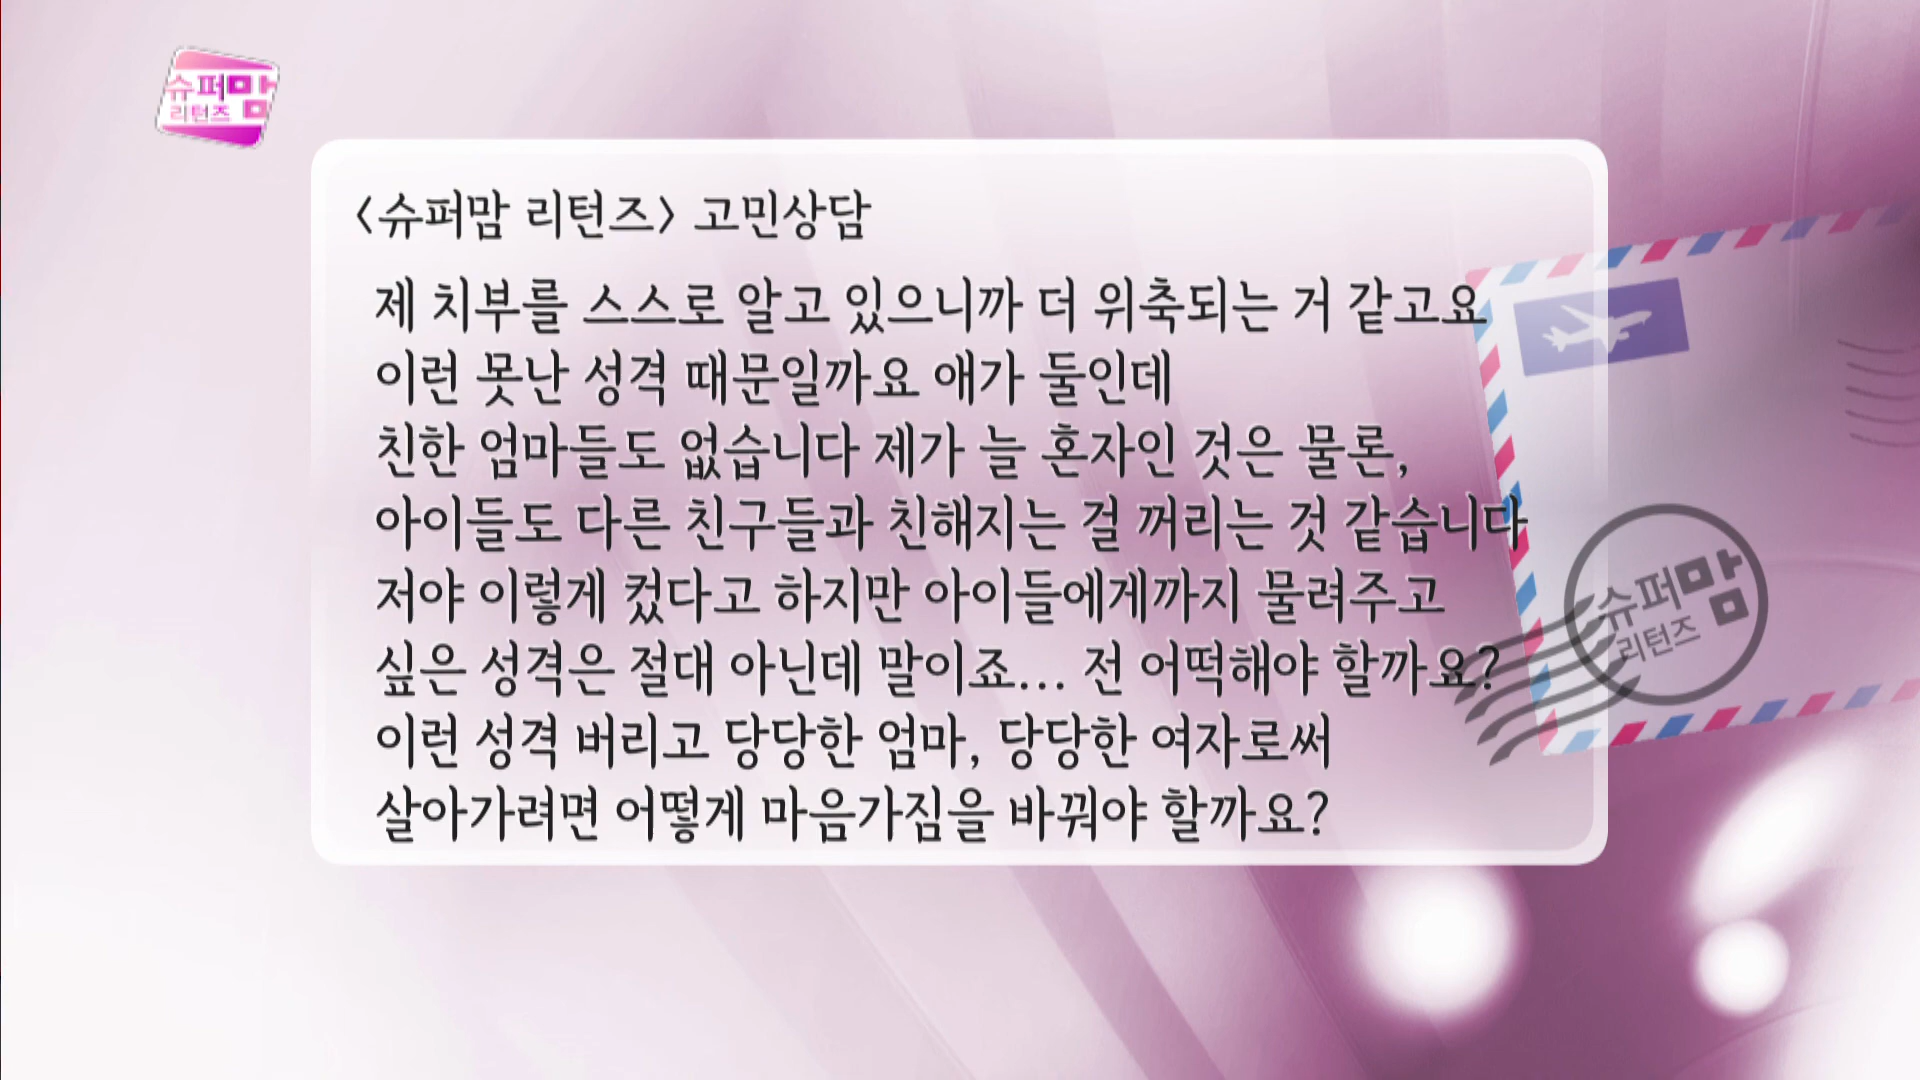 슈퍼맘
리턴즈
<슈퍼맘 리턴즈> 고민상담
제 치부를 스스로 알고 있으니까 더 위축되는 거 같고요
이런 못난 성격 때문일까요 애가 둘인데
친한 엄마들도 없습니다 제가 늘 혼자인 것은 물론,
아이들도 다른 친구들과 친해지는 걸 꺼리는 것 같습니다
저야 이렇게 컸다고 하지만 아이들에게까지 물려주고
싶은 성격은 절대 아닌데 말이죠... 전 어떡해야 할까요?
이런 성격 버리고 당당한 엄마, 당당한 여자로써
살아가려면 어떻게 마음가짐을 바꿔야 할까요?
슈퍼맘
리턴즈